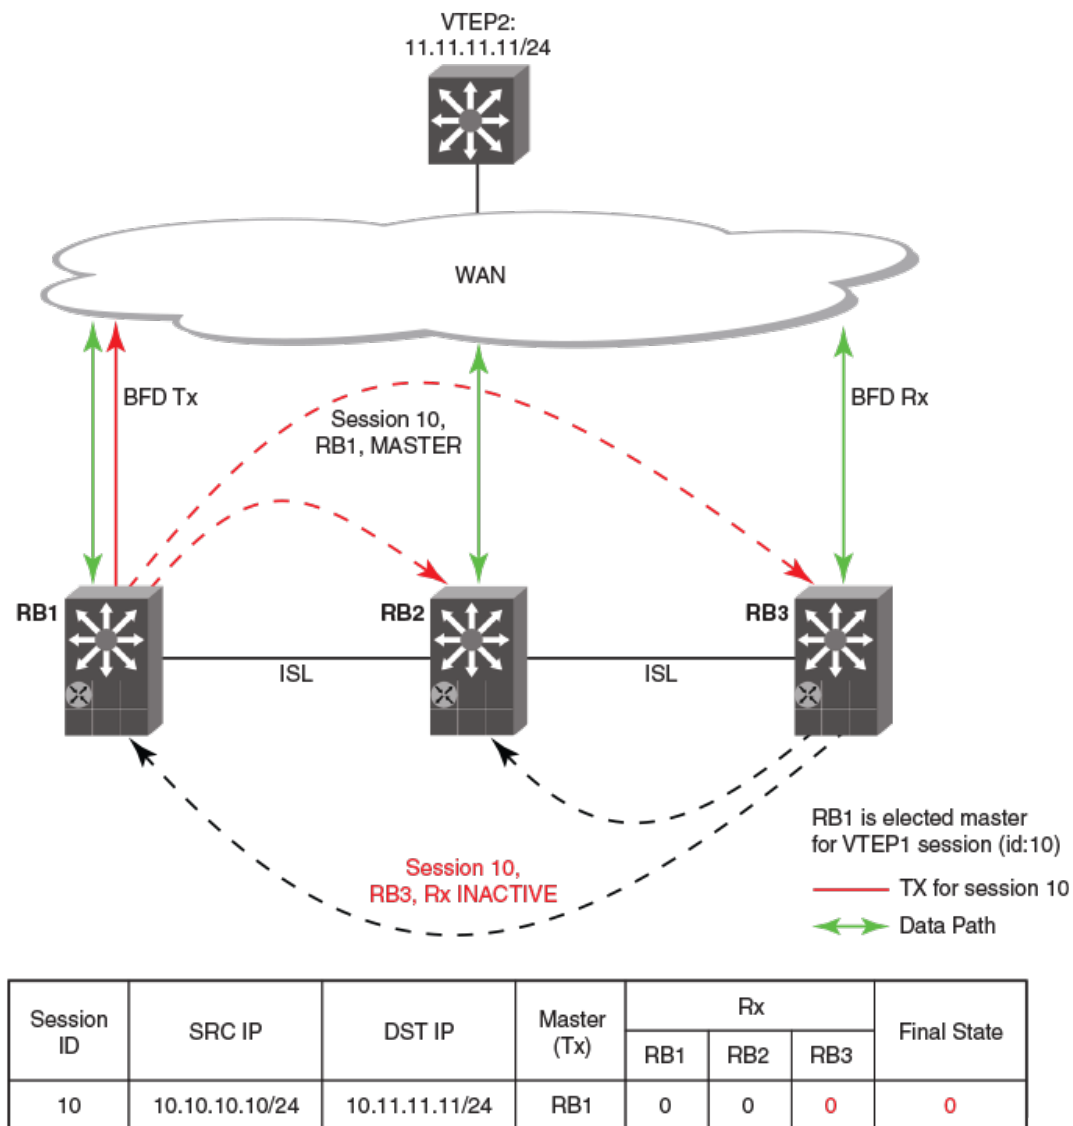 VTEP2:
11.11.11.11/24
WAN
BFD Tx
Session 10,
RB1, MASTER
BFD Rx
RB1
RB2
RB3
ISL
ISL
Session 10,
RB3, Rx INACTIVE
RB1 is elected master
for VTEP1 session (id:10)
TX for session 10
Data Path
Session ID
SRC IP
DST IP
Master (Tx)
Rx
RB1
RB2
RB3
Final State
10
10.10.10.10/24
10.11.11.11/24
RB1
0
0
0
0